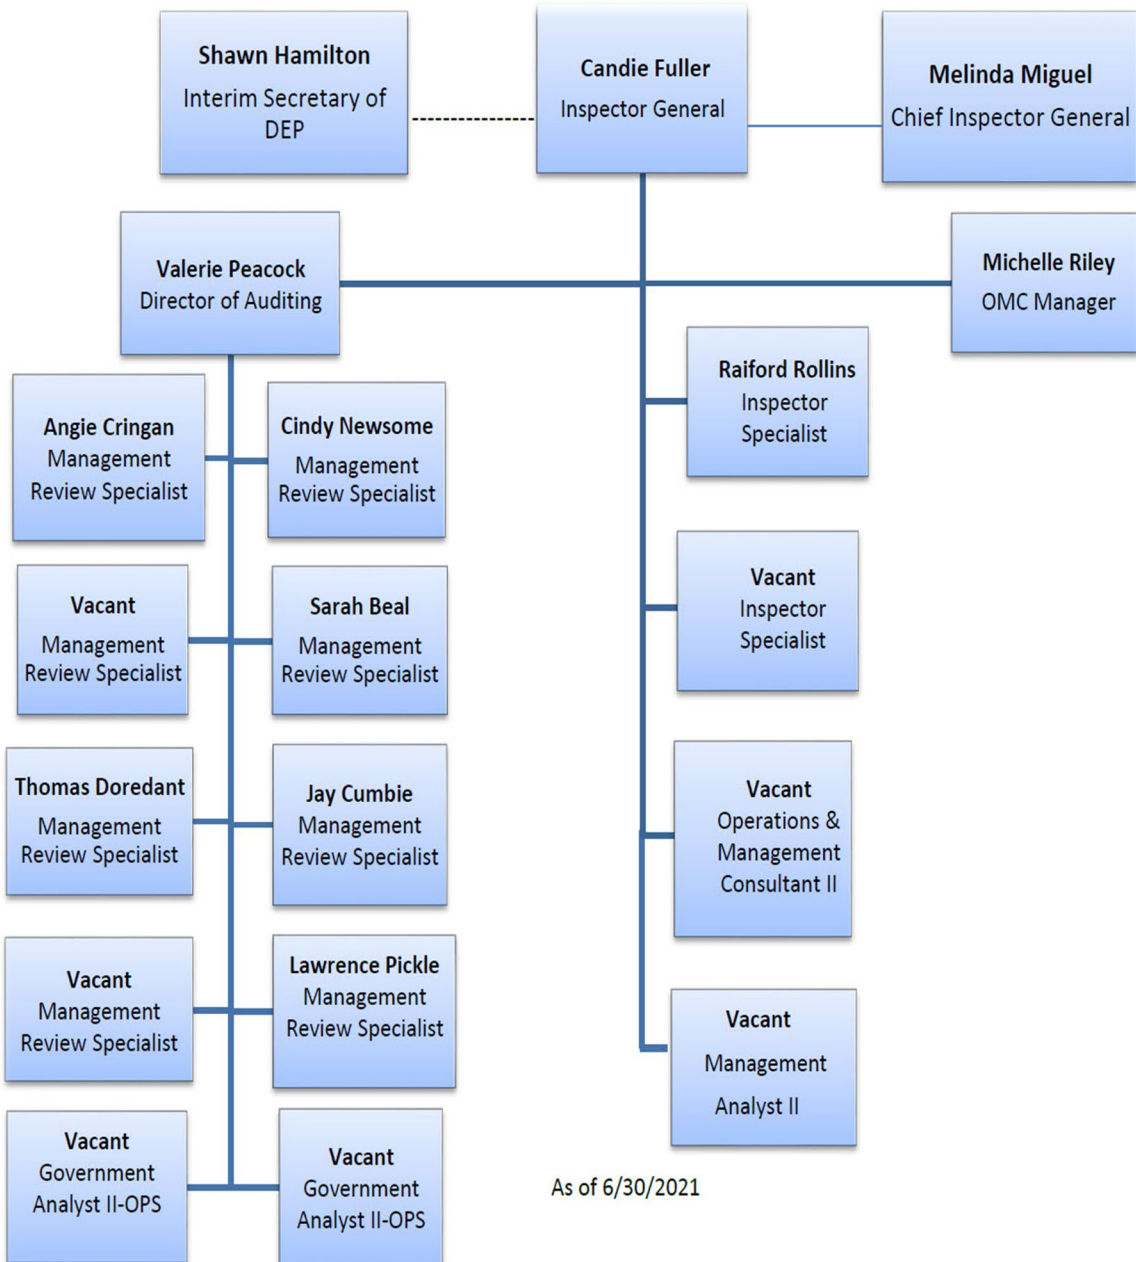 Shawn Hamilton
Interim Secretary of
DEP
Candie Fuller
Inspector General
Melinda Miguel
Chief Inspector General
Valerie Peacock
Director of Auditing
Michelle Riley
OMC Manager
Raiford Rollins
Inspector
Specialist
Angie Cringan
Management
Review Specialist
Cindy Newsome
Management
Review Specialist
Vacant
Inspector
Specialist
Vacant
Management
Review Specialist
Sarah Beal
Management
Review Specialist
Thomas Doredant
Management
Review Specialist
Jay Cumbie
Management
Review Specialist
Vacant
Operations &
Management
Consultant II
Vacant
Management
Review Specialist
Lawrence Pickle
Management
Review Specialist
Vacant
Management
Analyst II
Vacant
Government
Analyst II-OPS
Vacant
Government
Analyst II-OPS
As of 6/30/2021